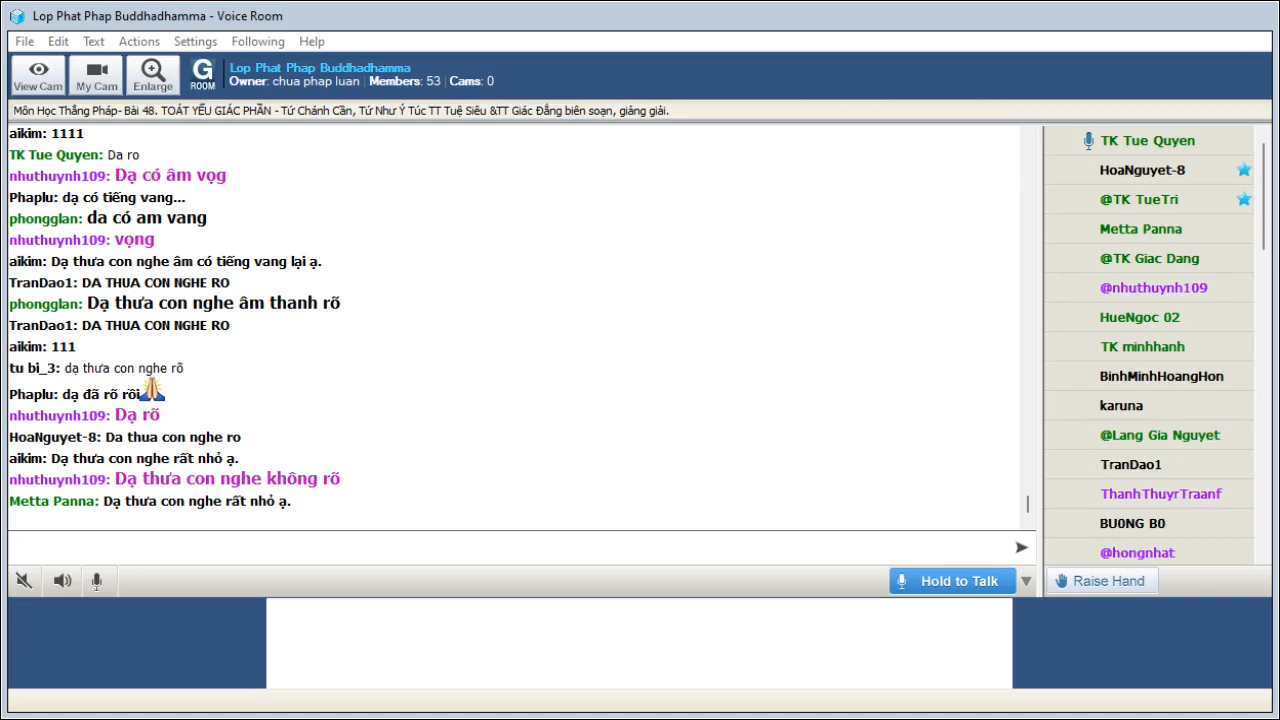 Lop Phat Phap Buddhadhamma - Voice Room
File Edit Text Actions Settings Following Help
View Cam My Cam Enlarge G ROOM
Lop Phat Phap Buddhadhamma
Owner: chua phap luan | Members: 53 | Cams: 0
Môn Học Thắng Pháp- Bài 48. TOÁT YẾU GIÁC PHẦN - Tứ Chánh Cần, Tứ Như Ý Túc TT Tuệ Siêu &TT Giác Đẳng biên soạn, giảng giải.
aikim: 1111
TK Tue Quyen: Da ro
nhuthuynh109: Dạ có âm vọg
Phaplu: dạ có tiếng vang...
phongglan: da có am vang
nhuthuynh109: vọng
aikim: Dạ thưa con nghe âm có tiếng vang lại ạ.
TranDao1: DA THUA CON NGHE RO
phongglan: Dạ thưa con nghe âm thanh rõ
TranDao1: DA THUA CON NGHE RO
aikim: 111
tu bi_3: dạ thưa con nghe rõ
Phaplu: dạ đã rõ rồi
nhuthuynh109: Dạ rõ
HoaNguyet-8: Da thua con nghe ro
aikim: Dạ thưa con nghe rất nhỏ ạ.
nhuthuynh109: Dạ thưa con nghe không rõ
Metta Panna: Dạ thưa con nghe rất nhỏ ạ.
TK Tue Quyen
HoaNguyet-8
@TK TueTri
Metta Panna
@TK Giac Dang
@nhuthuynh109
HueNgoc 02
TK minhhanh
BinhMinhHoangHon
karuna
@Lang Gia Nguyet
TranDao1
ThanhThuyrTraanf
BU0NG B0
@hongnhat
Hold to Talk
Raise Hand